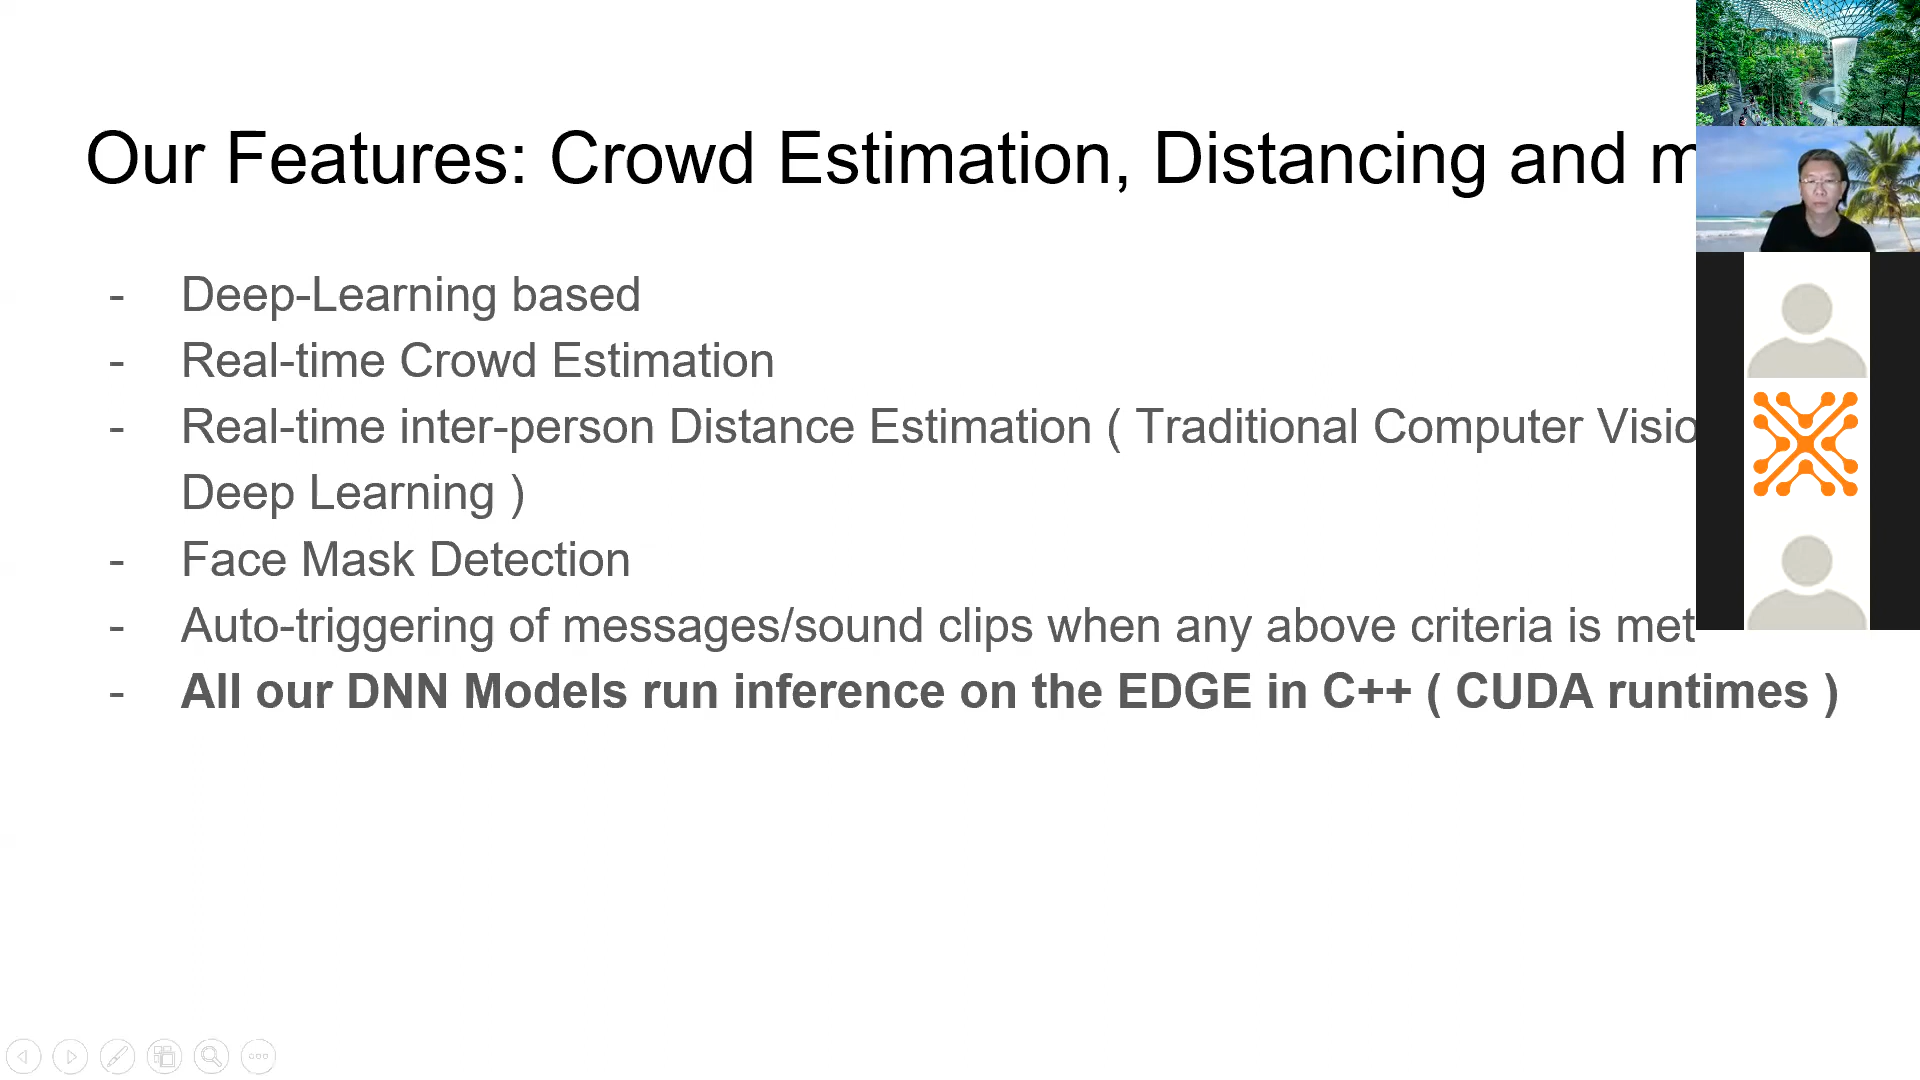 Our Features: Crowd Estimation, Distancing and
- Deep-Learning based
- Real-time Crowd Estimation
- Real-time inter-person Distance Estimation ( Traditional Computer
Deep Learning )
- Face Mask Detection
- Auto-triggering of messages/sound clips when any above criteria is met
- All our DNN Models run inference on the EDGE in C++ ( CUDA runtimes )